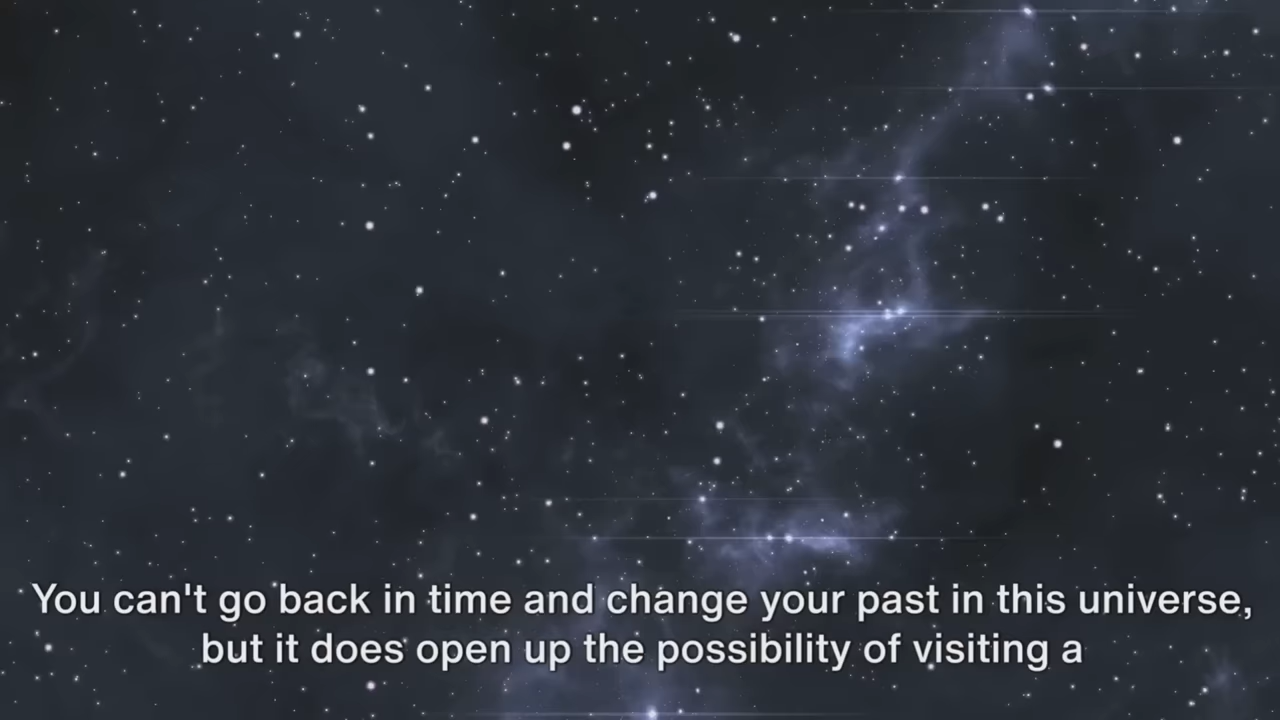 You can't go back in time and change your past in this universe,
but it does open up the possibility of visiting a